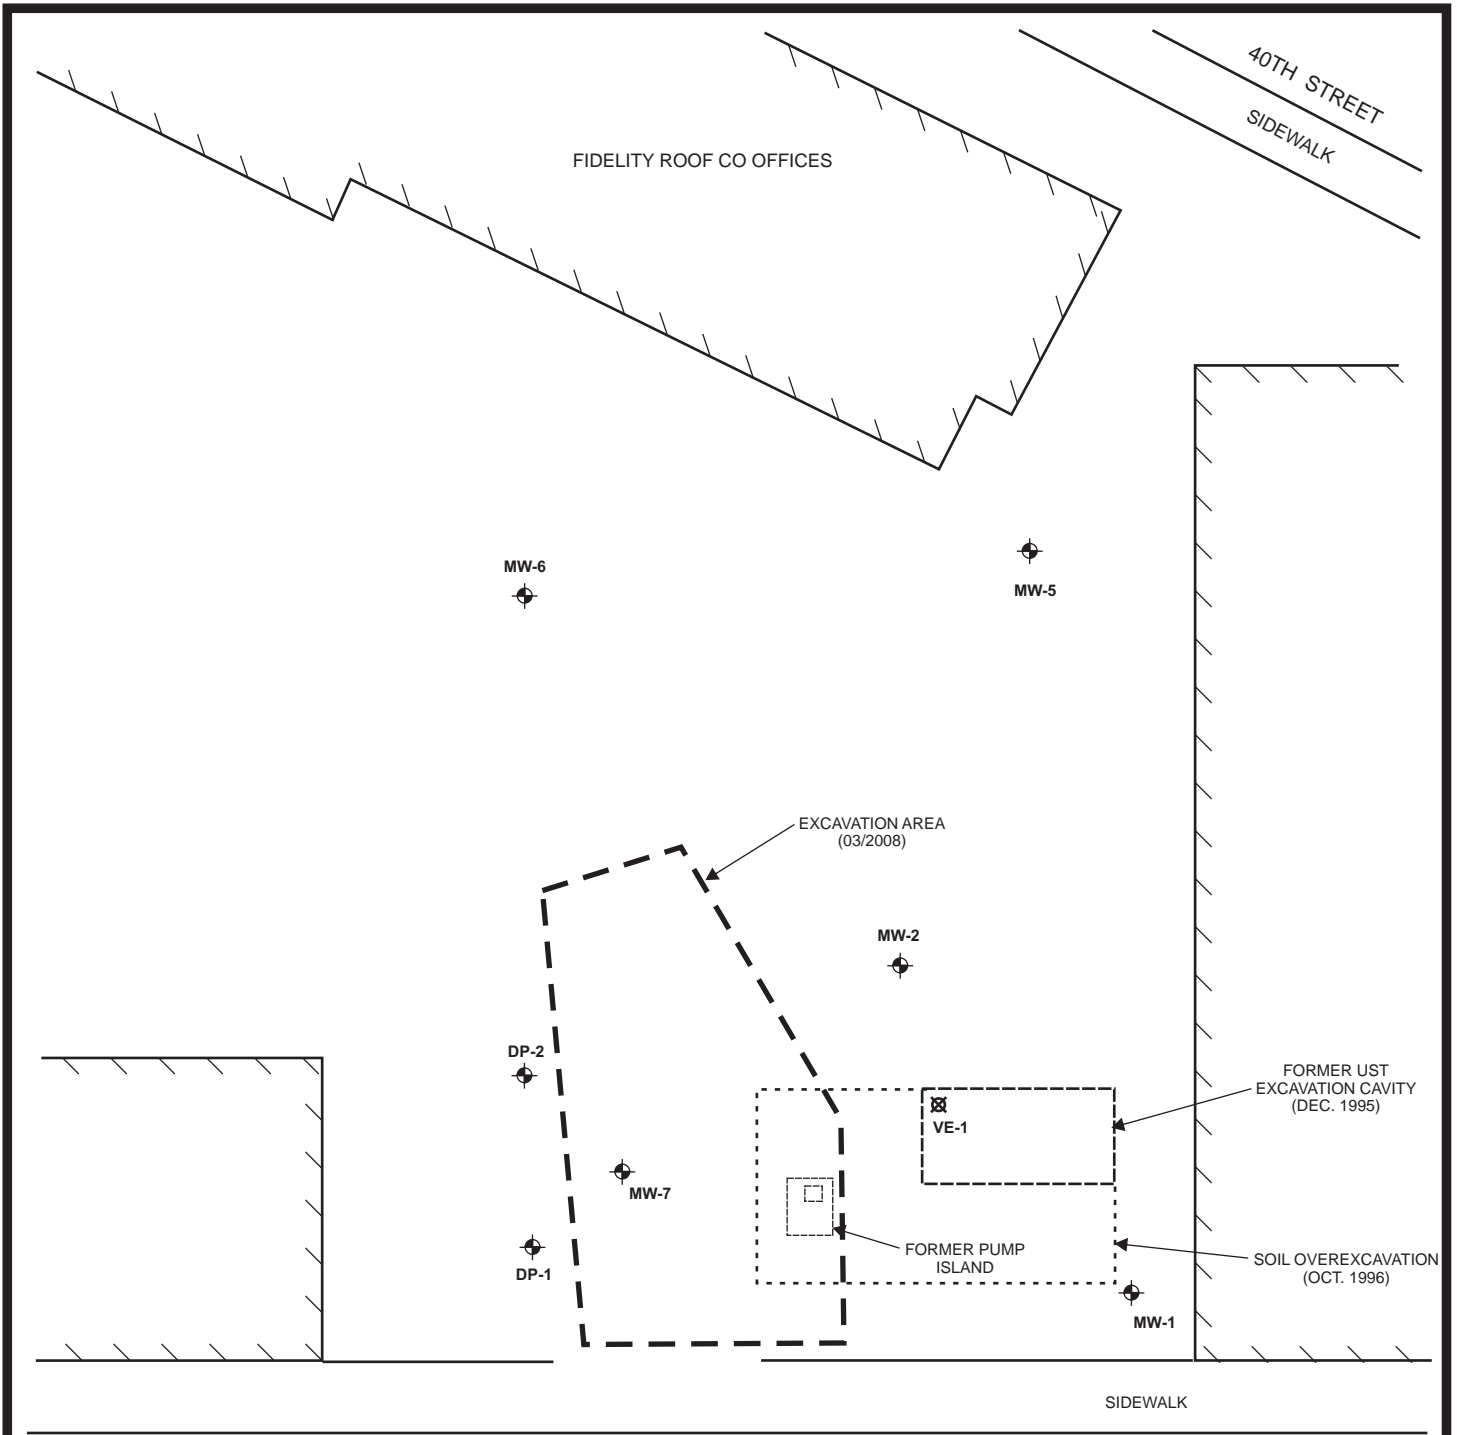 40TH STREET
SIDEWALK
FIDELITY ROOF CO OFFICES
MW-6
MW-5
EXCAVATION AREA
(03/2008)
MW-2
DP-2
FORMER UST
EXCAVATION CAVITY
(DEC. 1995)
VE-1
MW-7
FORMER PUMP
ISLAND
SOIL OVEREXCAVATION
(OCT. 1996)
DP-1
MW-1
SIDEWALK